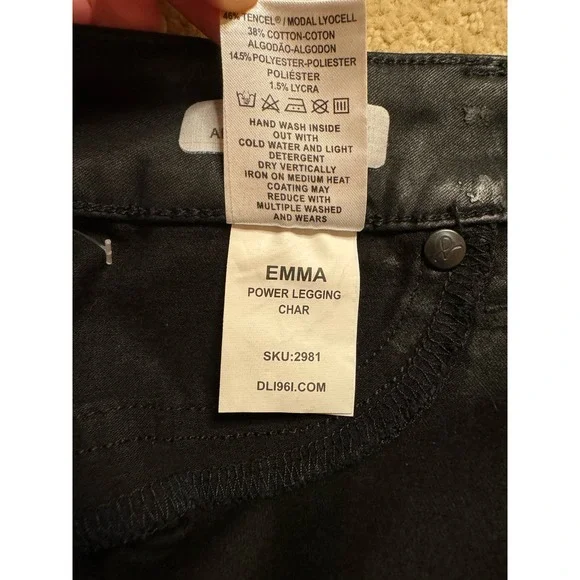 46% TENCEL® / MODAL LYOCELL
38% COTTON-COTON
ALGODÃO-ALGODON
14.5% POLYESTER-POLIESTER
POLIÉSTER
1.5% LYCRA
HAND WASH INSIDE
OUT WITH
COLD WATER AND LIGHT
DETERGENT
DRY VERTICALLY
IRON ON MEDIUM HEAT
COATING MAY
REDUCE WITH
MULTIPLE WASHED
AND WEARS
EMMA
POWER LEGGING
CHAR
SKU:2981
DLI96I.COM